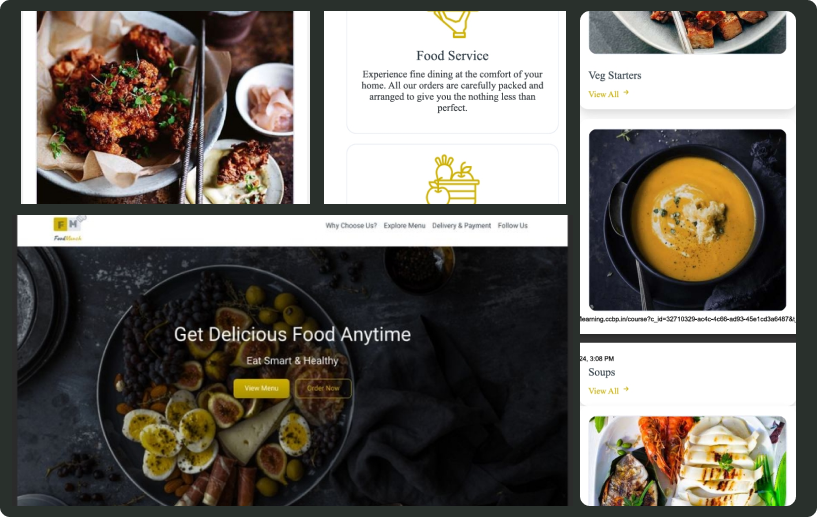 Food Service
Experience fine dining at the comfort of your
home. All our orders are carefully packed and
arranged to give you the nothing less than
perfect.
Veg Starters
View All →
learning.ccbp.in/course?c_id=32710329-ac4c-4c66-ad93-45e1cd3a6487&t
24, 3:08 PM
Soups
View All →
F H
FoodMunch
Why Choose Us? Explore Menu Delivery & Payment Follow Us
Get Delicious Food Anytime
Eat Smart & Healthy
View Menu Order Now